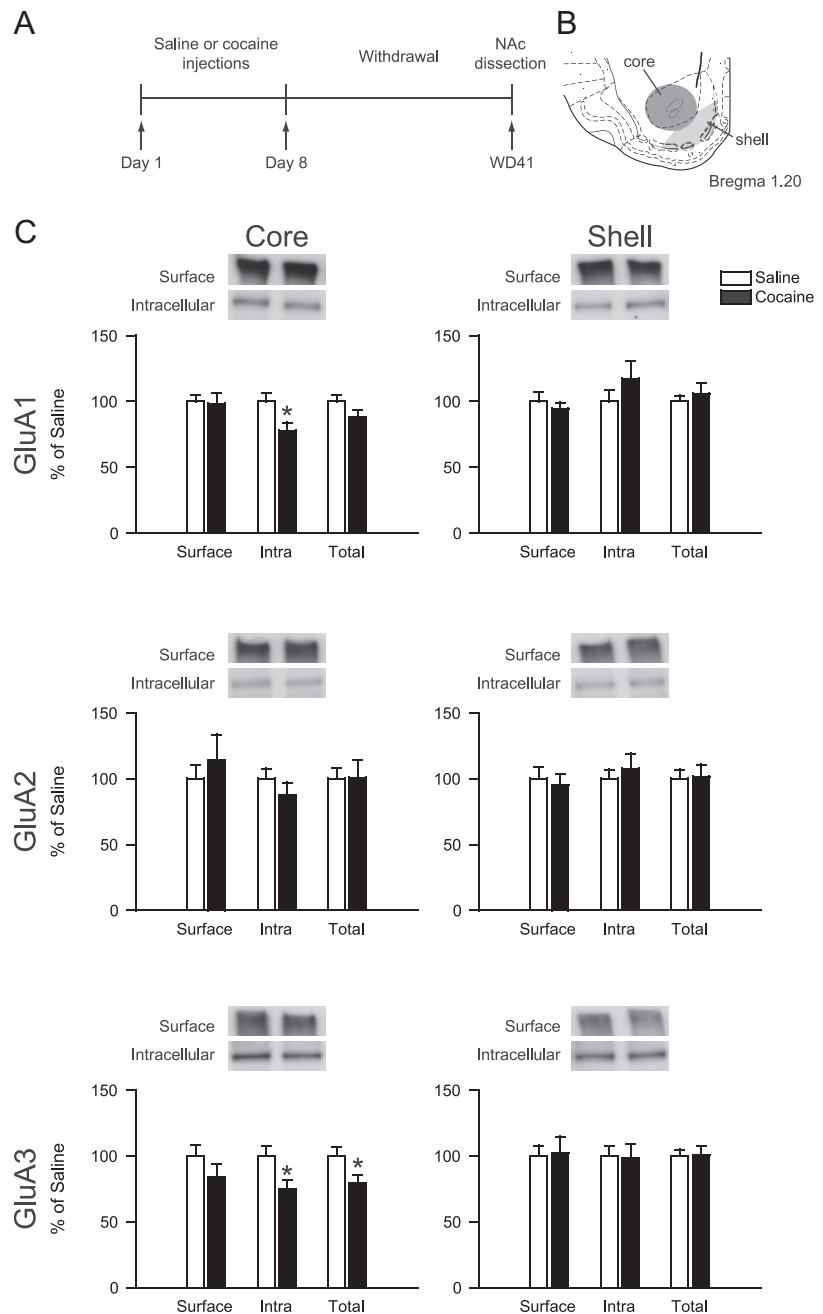 A
Saline or cocaine
injections
Withdrawal
NAc
dissection
Day 1
Day 8
WD41
B
core
shell
Bregma 1.20
C
Core
Shell
Surface
Intracellular
Surface
Intracellular
Saline
Cocaine
GluA1
% of Saline
150
100
50
0
*
Surface Intra Total
150
100
50
0
Surface Intra Total
Surface
Intracellular
Surface
Intracellular
GluA2
% of Saline
150
100
50
0
Surface Intra Total
150
100
50
0
Surface Intra Total
Surface
Intracellular
Surface
Intracellular
GluA3
% of Saline
150
100
50
0
* *
Surface Intra Total
150
100
50
0
Surface Intra Total